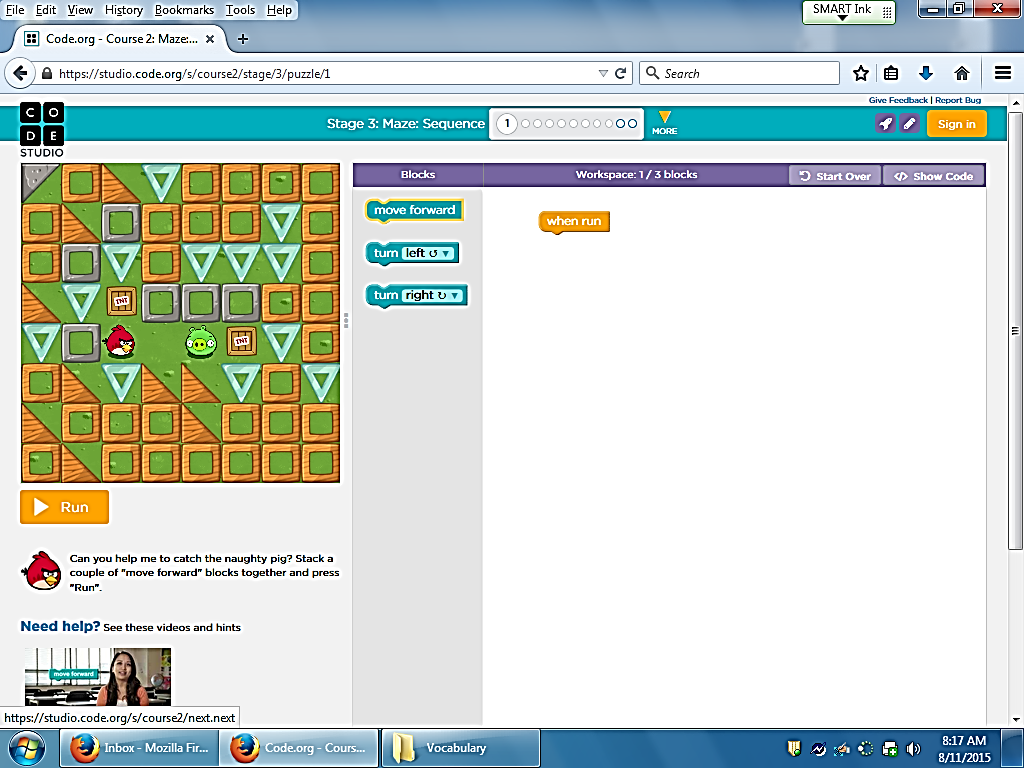 File Edit View History Bookmarks Tools Help
SMART Ink
Code.org - Course 2: Maze:...
https://studio.code.org/s/course2/stage/3/puzzle/1
Search
Give Feedback | Report Bug
C O
D E
STUDIO
Stage 3: Maze: Sequence
1
MORE
Sign in
Blocks
Workspace: 1 / 3 blocks
Start Over
</> Show Code
move forward
when run
turn left ↺ ▼
turn right ↻ ▼
TNT
TNT
Run
Can you help me to catch the naughty pig? Stack a
couple of "move forward" blocks together and press
"Run".
Need help? See these videos and hints
move forward
https://studio.code.org/s/course2/next.next
Inbox - Mozilla Fir...
Code.org - Cours...
Vocabulary
8:17 AM
8/11/2015